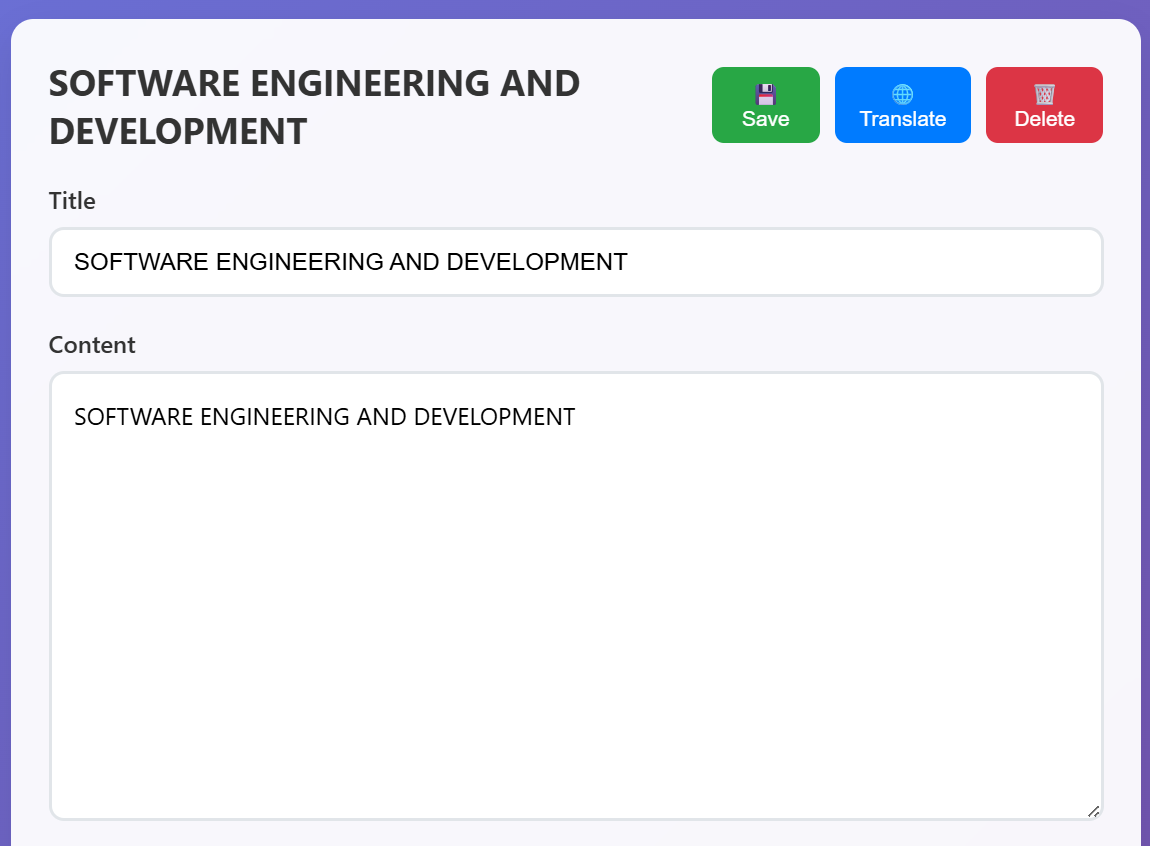 SOFTWARE ENGINEERING AND
DEVELOPMENT
Save
Translate
Delete
Title
SOFTWARE ENGINEERING AND DEVELOPMENT
Content
SOFTWARE ENGINEERING AND DEVELOPMENT